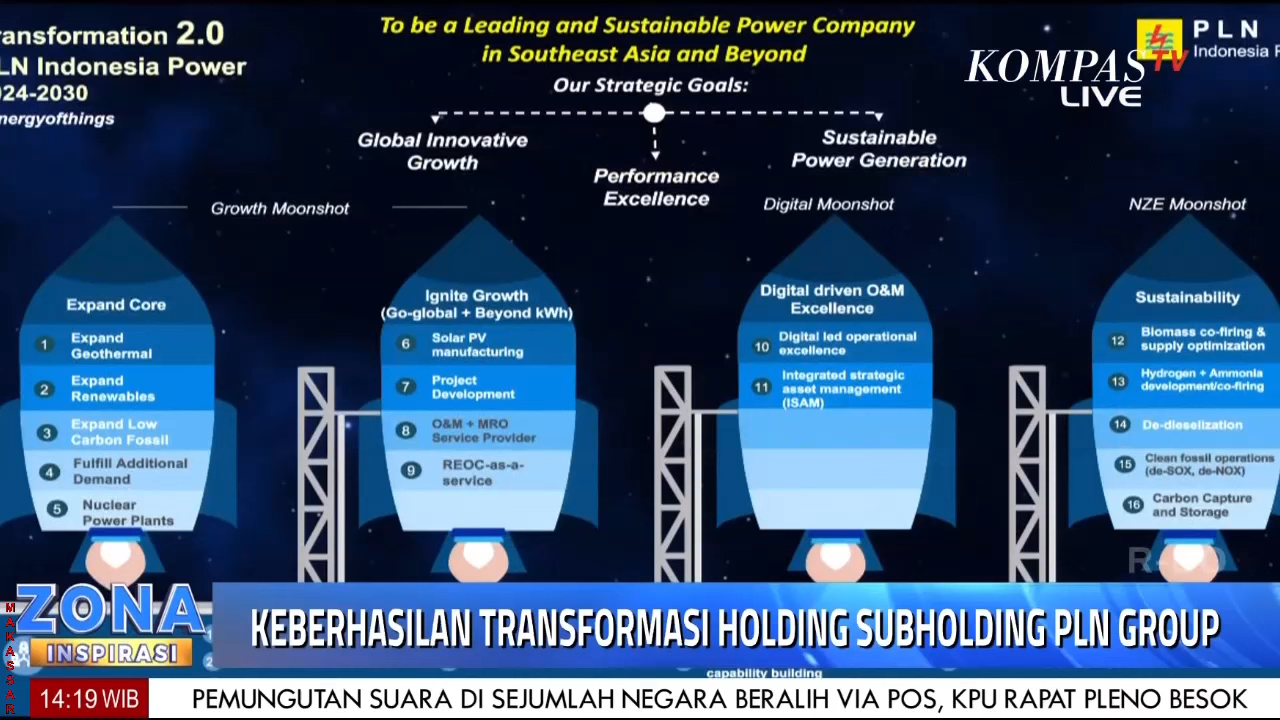 ransformation 2.0
LN Indonesia Power
024-2030
nergyofthings
To be a Leading and Sustainable Power Company
in Southeast Asia and Beyond
Our Strategic Goals:
Global Innovative
Growth
Performance
Excellence
Sustainable
Power Generation
PLN
Indonesia P
KOMPAS TV
LIVE
Growth Moonshot
Digital Moonshot
NZE Moonshot
Expand Core
1 Expand
Geothermal
2 Expand
Renewables
3 Expand Low
Carbon Fossil
4 Fulfill Additional
Demand
5 Nuclear
Power Plants
Ignite Growth
(Go-global + Beyond kWh)
6 Solar PV
manufacturing
7 Project
Development
8 O&M + MRO
Service Provider
9 REOC-as-a-
service
Digital driven O&M
Excellence
10 Digital led operational
excellence
11 Integrated strategic
asset management
(ISAM)
Sustainability
12 Biomass co-firing &
supply optimization
13 Hydrogen + Ammonia
development/co-firing
14 De-dieselization
15 Clean fossil operations
(de-SOX, de-NOX)
16 Carbon Capture
and Storage
ZONA
INSPIRASI
KEBERHASILAN TRANSFORMASI HOLDING SUBHOLDING PLN GROUP
capability building
MAKASSAR
14:19 WIB
PEMUNGUTAN SUARA DI SEJUMLAH NEGARA BERALIH VIA POS, KPU RAPAT PLENO BESOK